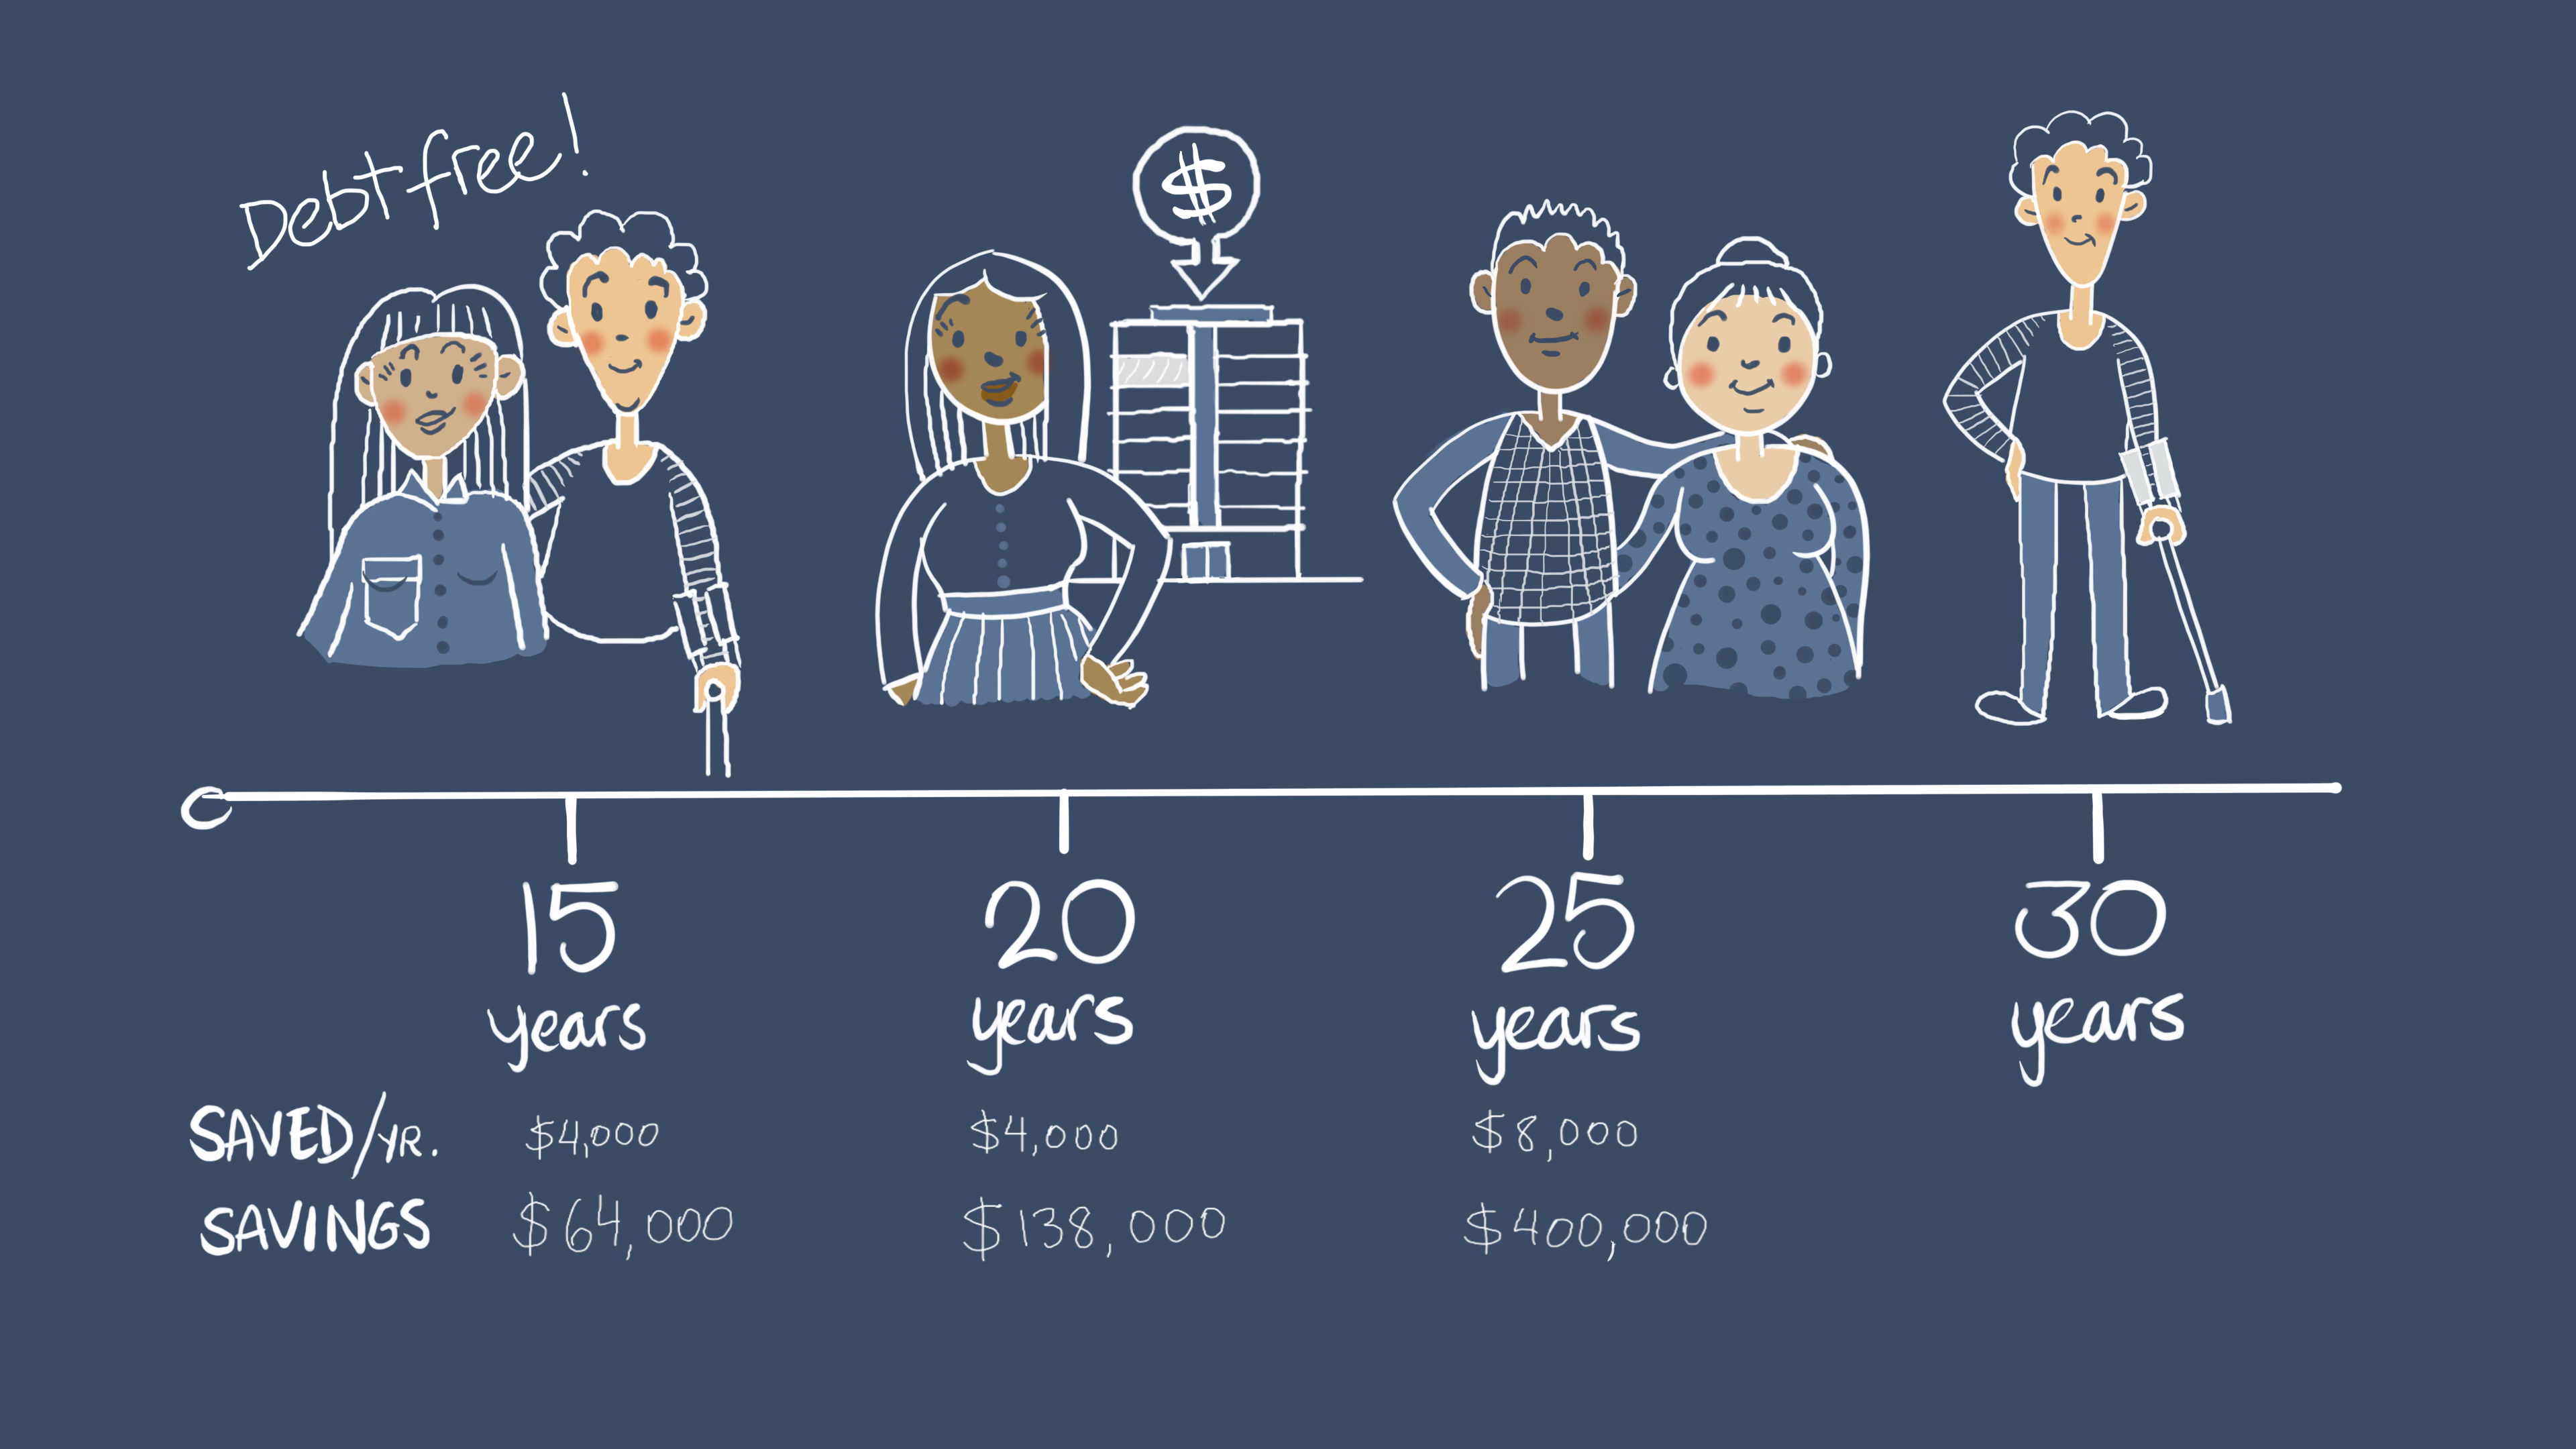 Debt free!
$
15 20 25 30
years years years years
SAVED/YR. $4,000 $4,000 $8,000
SAVINGS $64,000 $138,000 $400,000